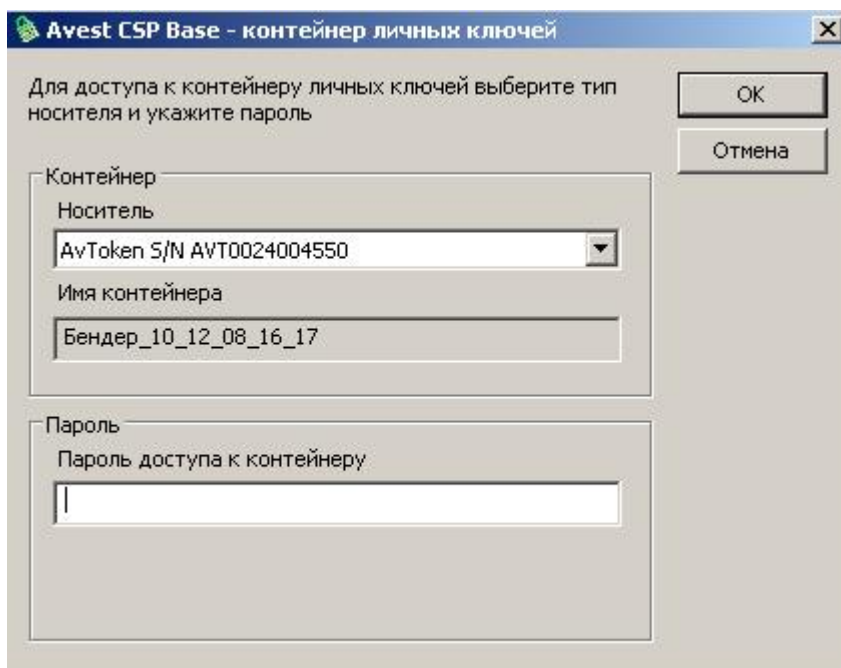 Avest CSP Base - контейнер личных ключей
Для доступа к контейнеру личных ключей выберите тип
носителя и укажите пароль
OK
Отмена
Контейнер
Носитель
AvToken S/N AVT0024004550
Имя контейнера
Бендер_10_12_08_16_17
Пароль
Пароль доступа к контейнеру